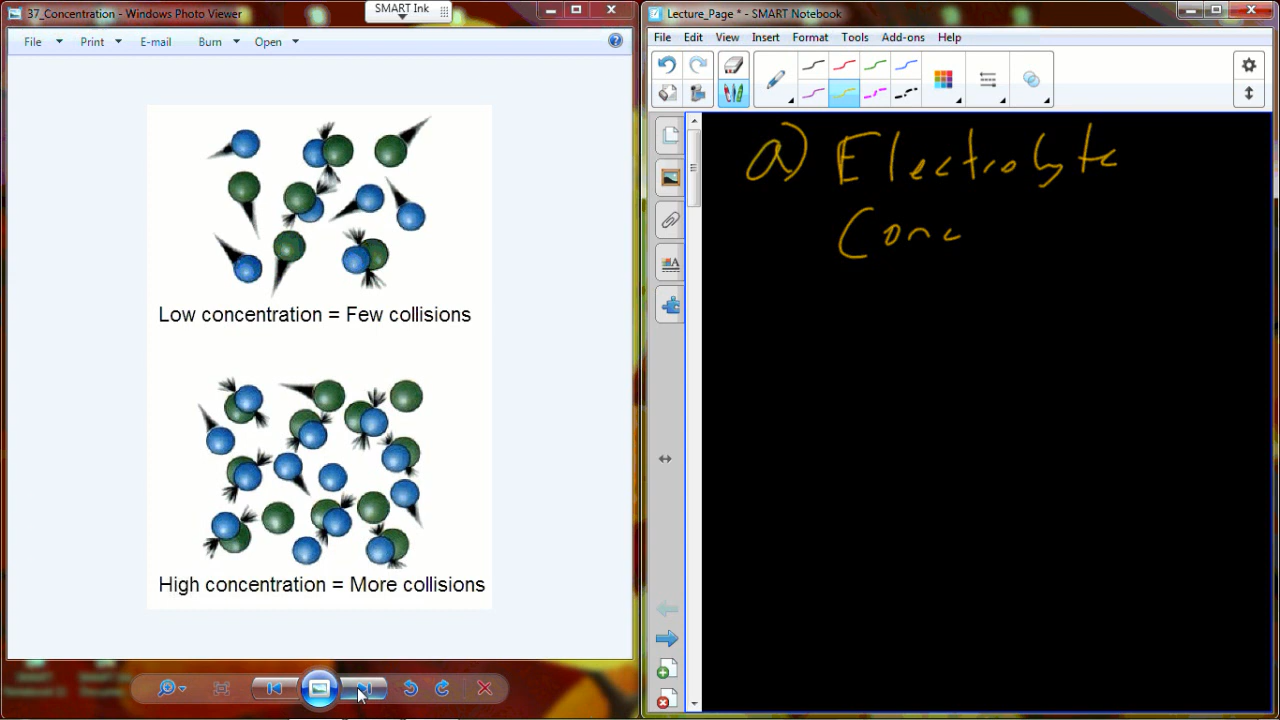 37_Concentration - Windows Photo Viewer
SMART Ink
File Print E-mail Burn Open
Low concentration = Few collisions
High concentration = More collisions
Lecture_Page * - SMART Notebook
File Edit View Insert Format Tools Add-ons Help
a) Electrolyte
Conc